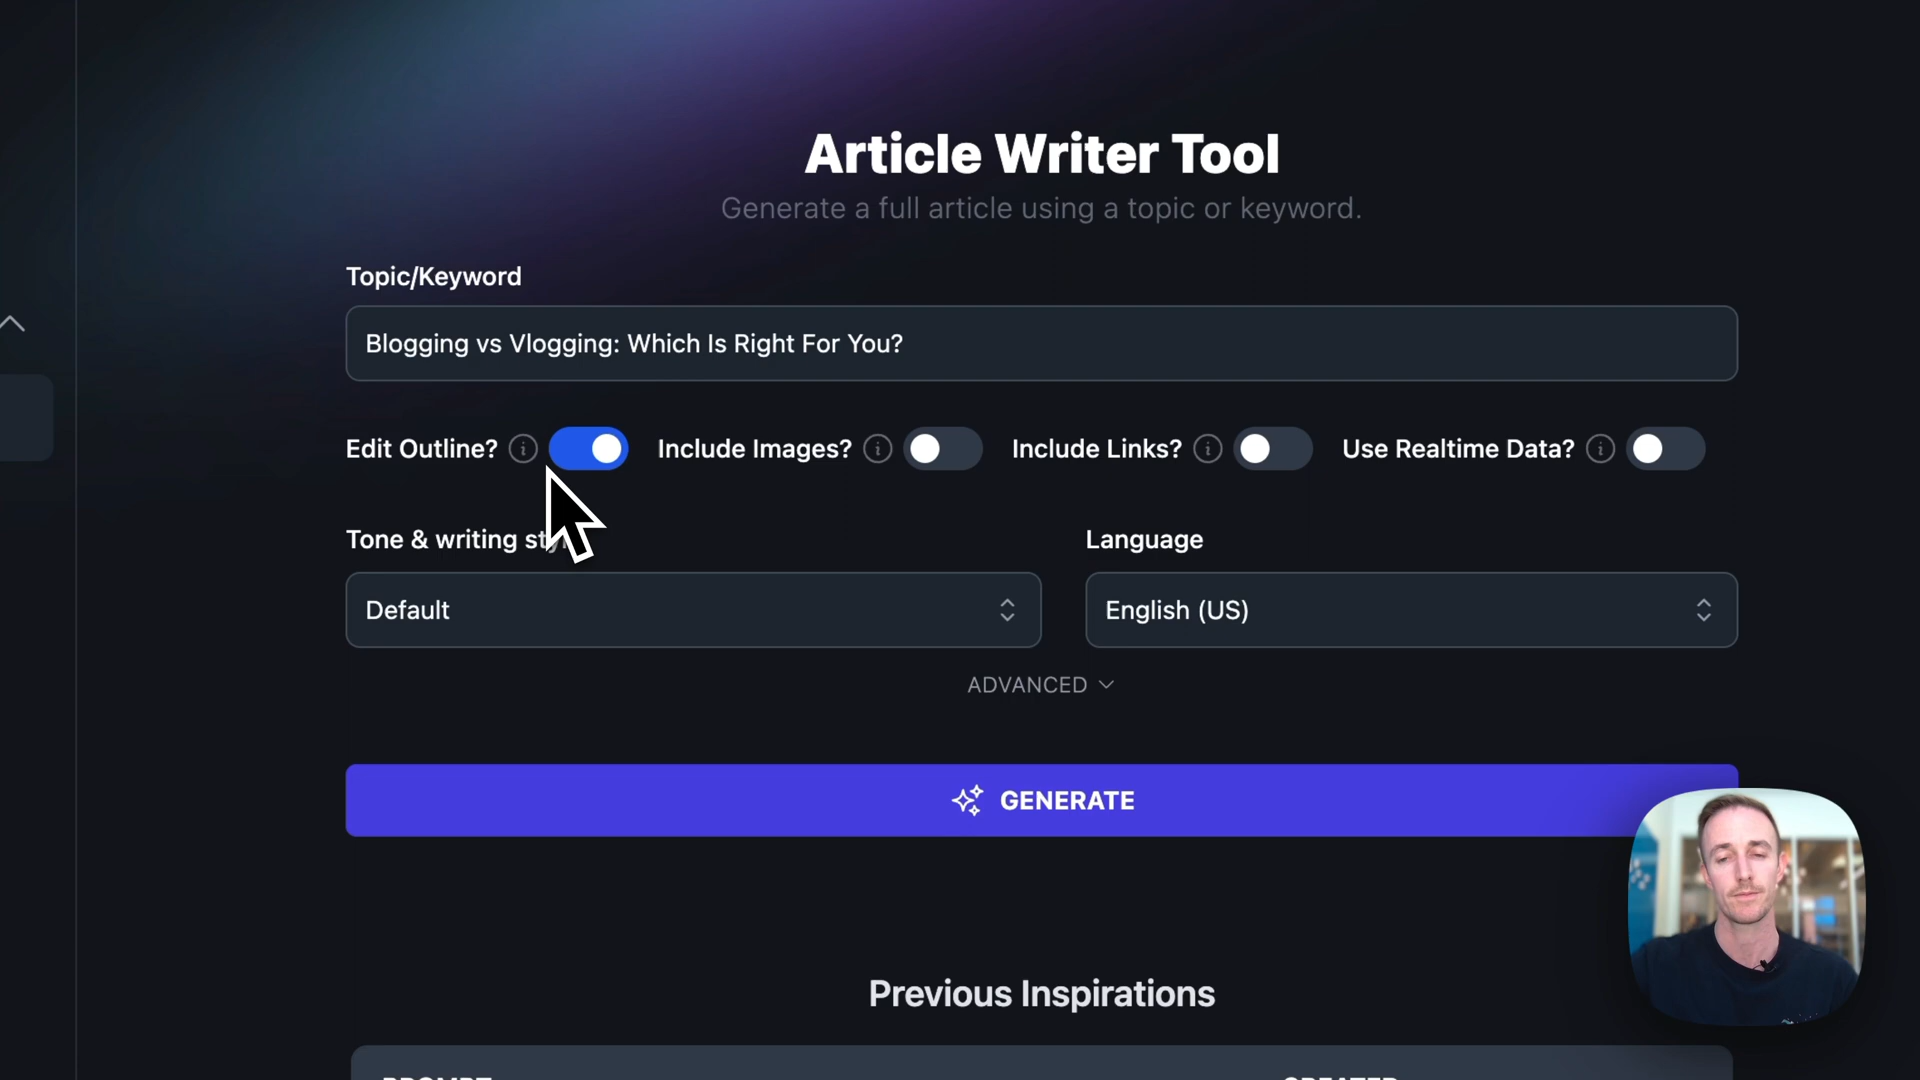 Article Writer Tool
Generate a full article using a topic or keyword.
Topic/Keyword
Blogging vs Vlogging: Which Is Right For You?
Edit Outline? Include Images? Include Links? Use Realtime Data?
Tone & writing Language
Default English (US)
ADVANCED
GENERATE
Previous Inspirations
PROMPT CREATED